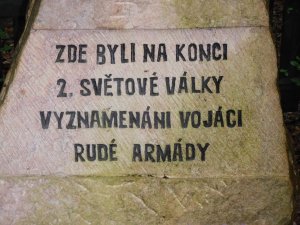 ZDE BYLI NA KONCI
2. SVĚTOVÉ VÁLKY
VYZNAMENÁNI VOJÁCI
RUDÉ ARMÁDY